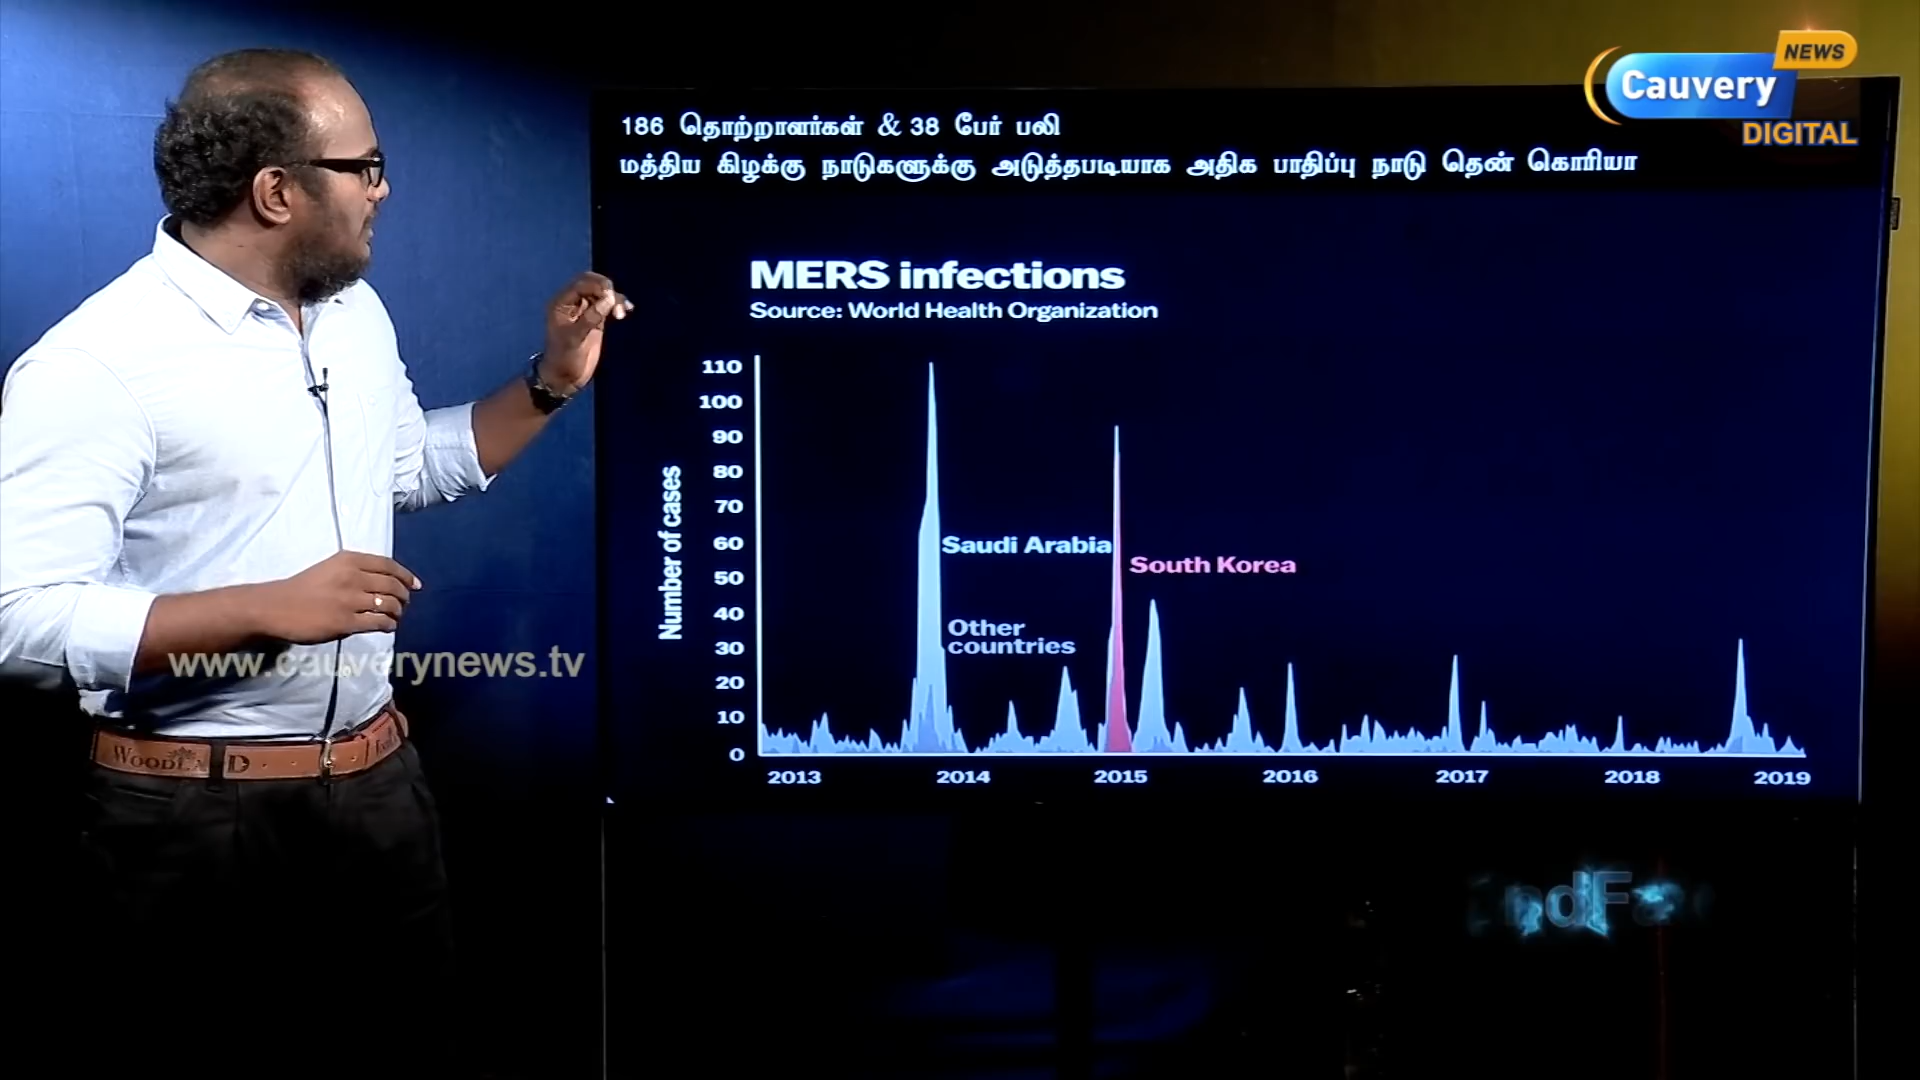 NEWS
Cauvery
DIGITAL
186 தொற்றாளர்கள் & 38 பேர் பலி
மத்திய கிழக்கு நாடுகளுக்கு அடுத்தபடியாக அதிக பாதிப்பு நாடு தென் கொரியா
MERS infections
Source: World Health Organization
Number of cases
110
100
90
80
70
60
50
40
30
20
10
0
Saudi Arabia
South Korea
Other
countries
2013 2014 2015 2016 2017 2018 2019
www.cauverynews.tv